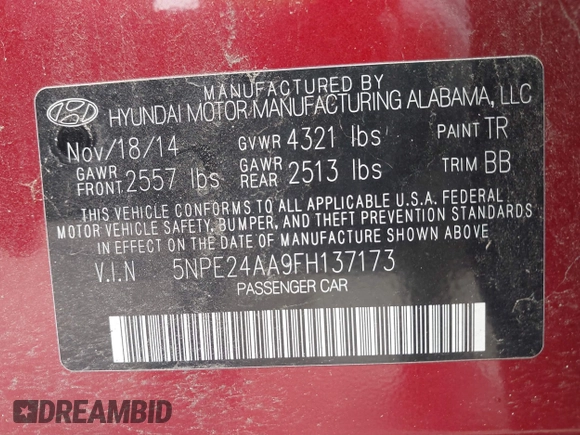 MANUFACTURED BY
HYUNDAI MOTOR MANUFACTURING ALABAMA, LLC
Nov/18/14 GVWR 4321 lbs PAINT TR
GAWR FRONT 2557 lbs GAWR REAR 2513 lbs TRIM BB
THIS VEHICLE CONFORMS TO ALL APPLICABLE U.S.A. FEDERAL
MOTOR VEHICLE SAFETY, BUMPER, AND THEFT PREVENTION STANDARDS
IN EFFECT ON THE DATE OF MANUFACTURE SHOWN ABOVE.
V.I.N 5NPE24AA9FH137173
PASSENGER CAR
DREAMBID